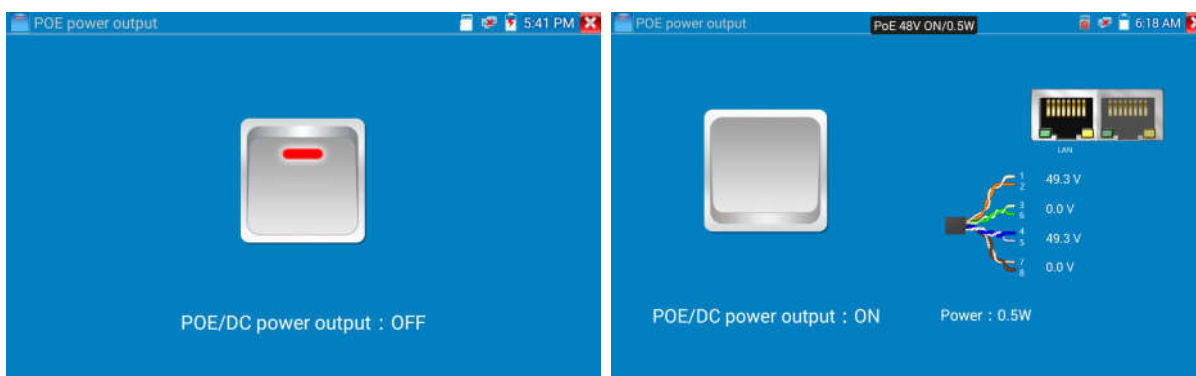 POE power output
5:41 PM
POE/DC power output : OFF
POE power output
PoE 48V ON/0.5W
6:18 AM
LAN
1
2
49.3 V
3
6
0.0 V
4
5
49.3 V
7
8
0.0 V
POE/DC power output : ON
Power : 0.5W